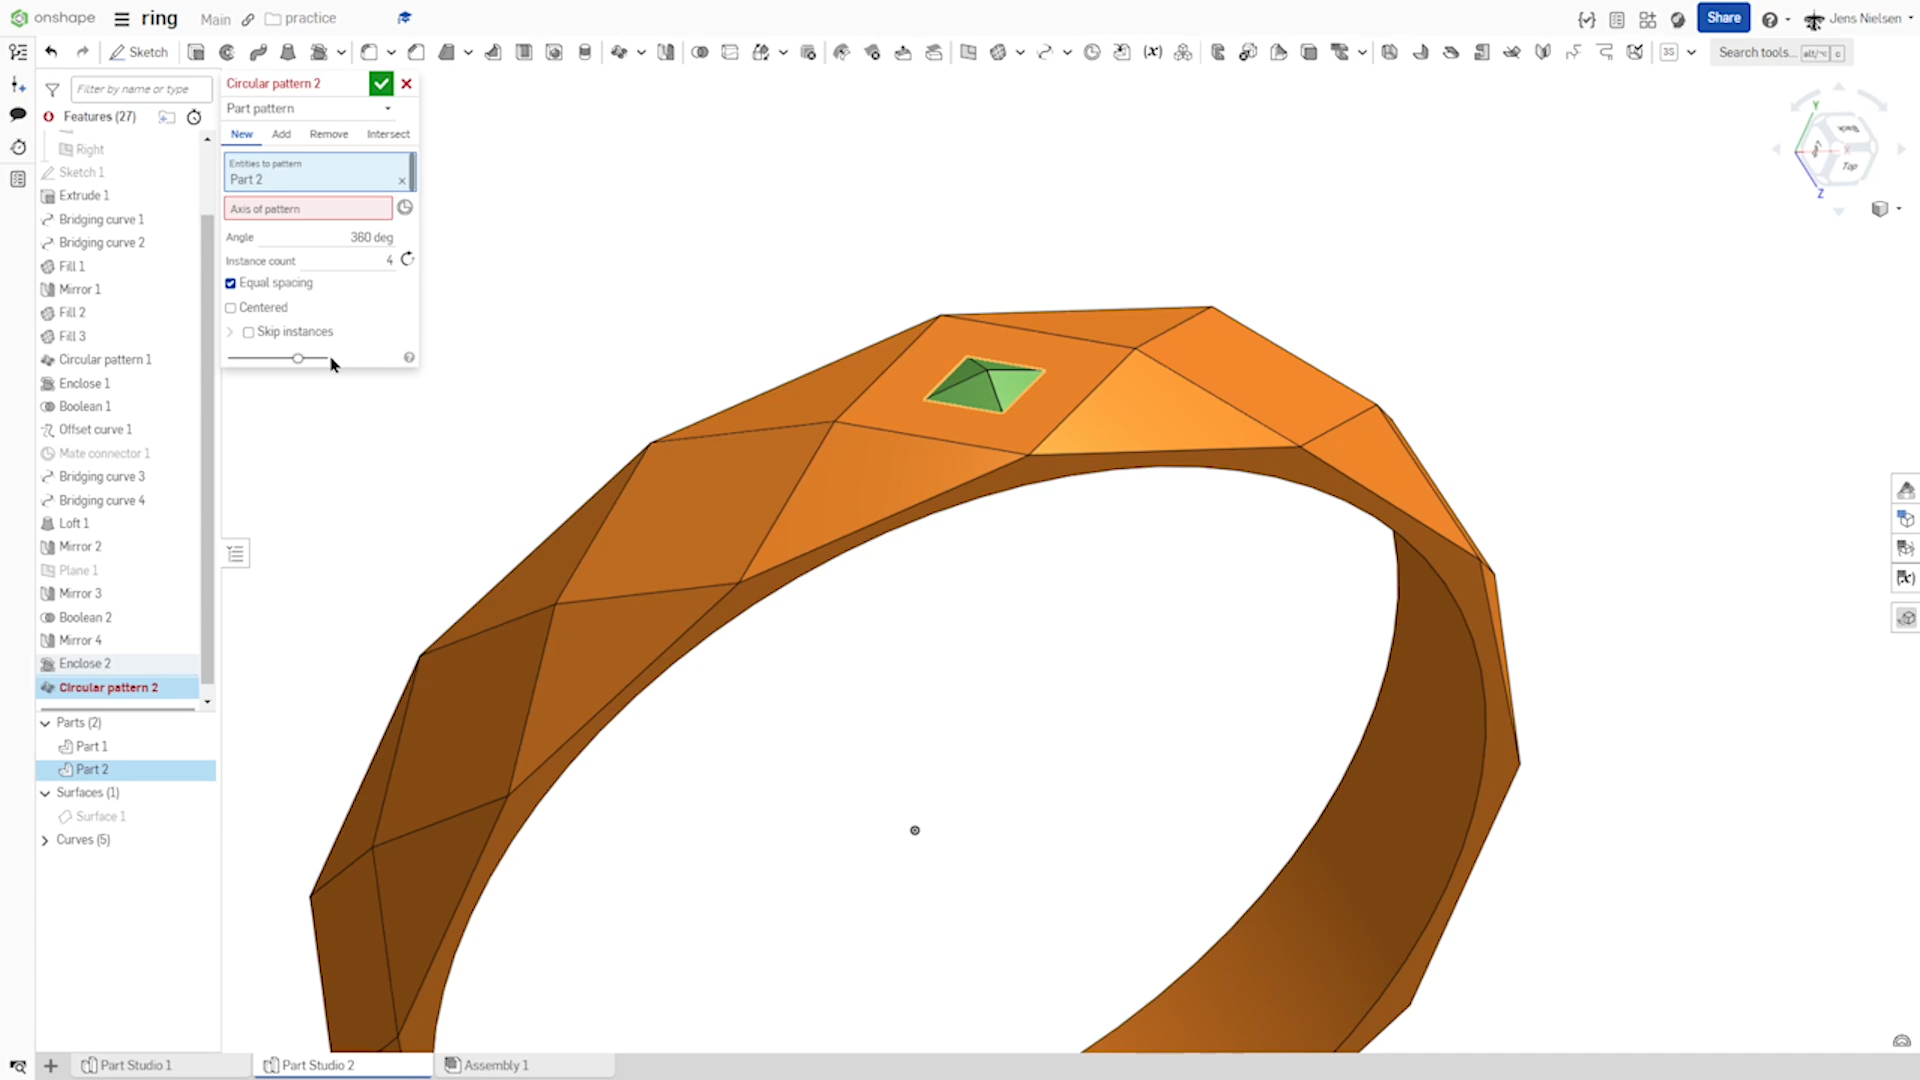 onshape
ring
Main
practice
Share
Jens Nielsen
Sketch
(x)
3S
Search tools...
alt/⌥
c
Filter by name or type
Features (27)
Right
Sketch 1
Extrude 1
Bridging curve 1
Bridging curve 2
Fill 1
Mirror 1
Fill 2
Fill 3
Circular pattern 1
Enclose 1
Boolean 1
Offset curve 1
Mate connector 1
Bridging curve 3
Bridging curve 4
Loft 1
Mirror 2
Plane 1
Mirror 3
Boolean 2
Mirror 4
Enclose 2
Circular pattern 2
Parts (2)
Part 1
Part 2
Surfaces (1)
Surface 1
Curves (5)
Circular pattern 2
Part pattern
New
Add
Remove
Intersect
Entities to pattern
Part 2
Axis of pattern
Angle
360 deg
Instance count
4
Equal spacing
Centered
Skip instances
Y
Back
X
Top
Z
(x)
Part Studio 1
Part Studio 2
Assembly 1